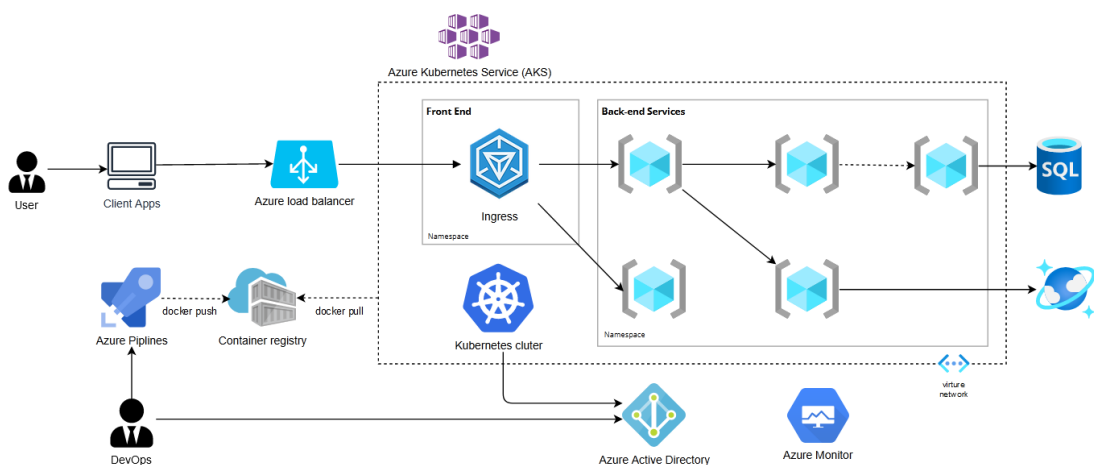 Azure Kubernetes Service (AKS)
Front End
Back-end Services
SQL
User
Client Apps
Azure load balancer
Ingress
Namespace
docker push
docker pull
Azure Piplines
Container registry
Kubernetes cluter
Namespace
virture
network
DevOps
Azure Active Directory
Azure Monitor